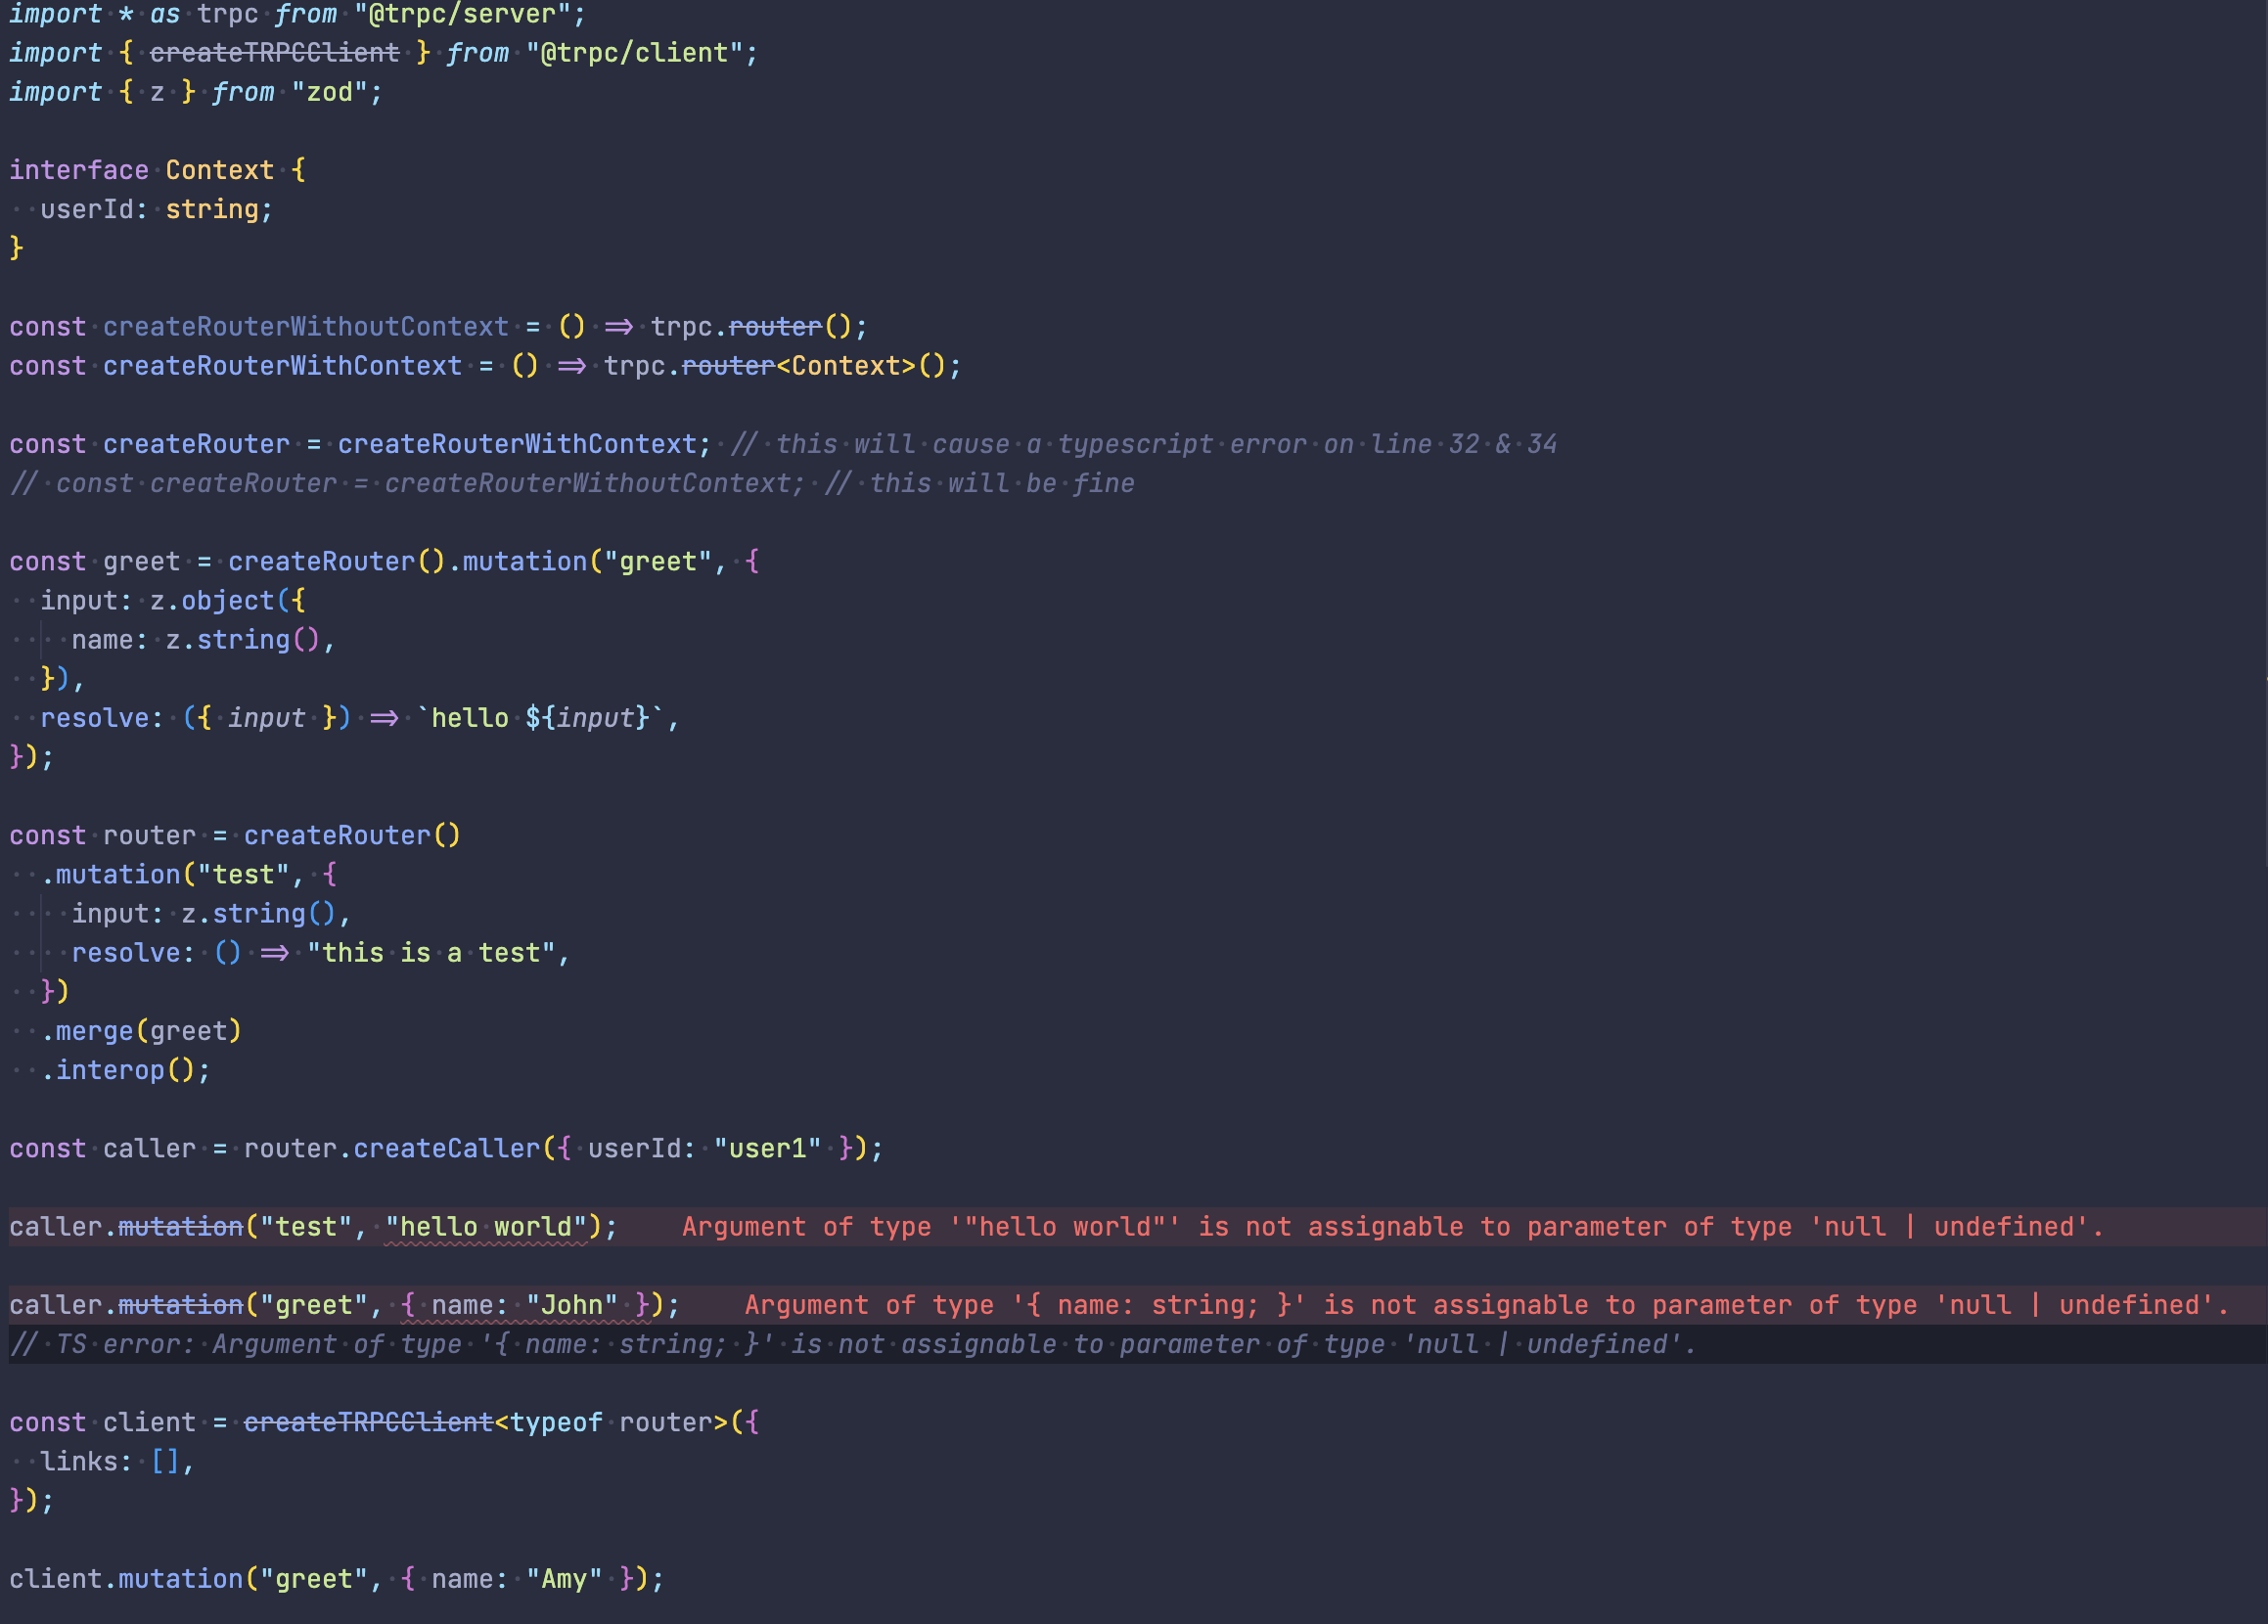 import * as trpc from "@trpc/server";
import { createTRPCClient } from "@trpc/client";
import { z } from "zod";

interface Context {
  userId: string;
}

const createRouterWithoutContext = () => trpc.router();
const createRouterWithContext = () => trpc.router<Context>();

const createRouter = createRouterWithContext; // this will cause a typescript error on line 32 & 34
// const createRouter = createRouterWithoutContext; // this will be fine

const greet = createRouter().mutation("greet", {
  input: z.object({
    name: z.string(),
  }),
  resolve: ({ input }) => `hello ${input}`,
});

const router = createRouter()
  .mutation("test", {
    input: z.string(),
    resolve: () => "this is a test",
  })
  .merge(greet)
  .interop();

const caller = router.createCaller({ userId: "user1" });

caller.mutation("test", "hello world");    Argument of type '"hello world"' is not assignable to parameter of type 'null | undefined'.

caller.mutation("greet", { name: "John" });    Argument of type '{ name: string; }' is not assignable to parameter of type 'null | undefined'.
// TS error: Argument of type '{ name: string; }' is not assignable to parameter of type 'null | undefined'.

const client = createTRPCClient<typeof router>({
  links: [],
});

client.mutation("greet", { name: "Amy" });